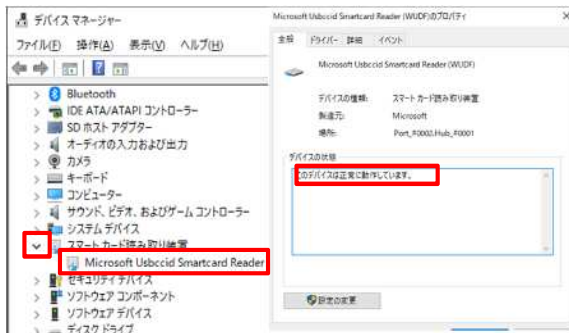 デバイス マネージャー
ファイル(F) 操作(A) 表示(V) ヘルプ(H)
Bluetooth
IDE ATA/ATAPI コントローラー
SD ホスト アダプター
オーディオの入力および出力
カメラ
キーボード
コンピューター
サウンド、ビデオ、およびゲーム コントローラー
システム デバイス
スマート カード読み取り装置
Microsoft Usbccid Smartcard Reader
セキュリティ デバイス
ソフトウェア コンポーネント
ソフトウェア デバイス
ディスク ドライブ
Microsoft Usbccid Smartcard Reader (WUDF)のプロパティ
全般 ドライバー 詳細 イベント
Microsoft Usbccid Smartcard Reader (WUDF)
デバイスの種類: スマート カード読み取り装置
製造元: Microsoft
場所: Port_#0003.Hub_#0001
デバイスの状態
このデバイスは正常に動作しています。
設定の変更